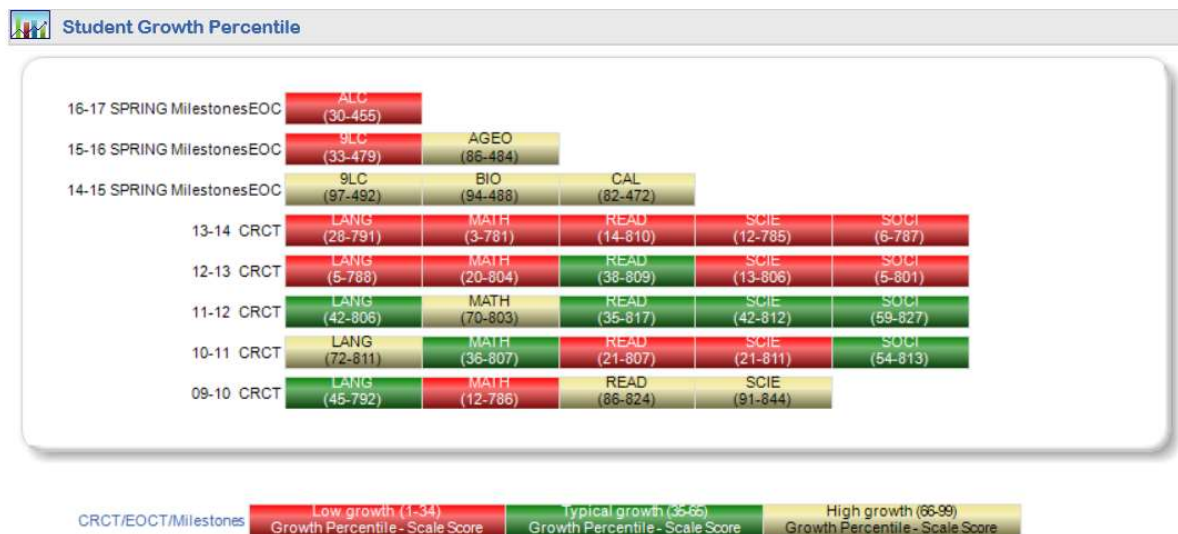 Student Growth Percentile
16-17 SPRING MilestonesEOC ALC (30-455)
15-16 SPRING MilestonesEOC 9LC (33-479) AGEO (86-484)
14-15 SPRING MilestonesEOC 9LC (97-492) BIO (94-488) CAL (82-472)
13-14 CRCT LANG (28-791) MATH (3-781) READ (14-810) SCIE (12-785) SOCI (6-787)
12-13 CRCT LANG (5-788) MATH (20-804) READ (38-809) SCIE (13-806) SOCI (5-801)
11-12 CRCT LANG (42-806) MATH (70-803) READ (35-817) SCIE (42-812) SOCI (59-827)
10-11 CRCT LANG (72-811) MATH (36-807) READ (21-807) SCIE (21-811) SOCI (54-813)
09-10 CRCT LANG (45-792) MATH (12-786) READ (86-824) SCIE (91-844)
CRCT/EOCT/Milestones
Low growth (1-34)
Growth Percentile - Scale Score
Typical growth (35-65)
Growth Percentile - Scale Score
High growth (66-99)
Growth Percentile - Scale Score